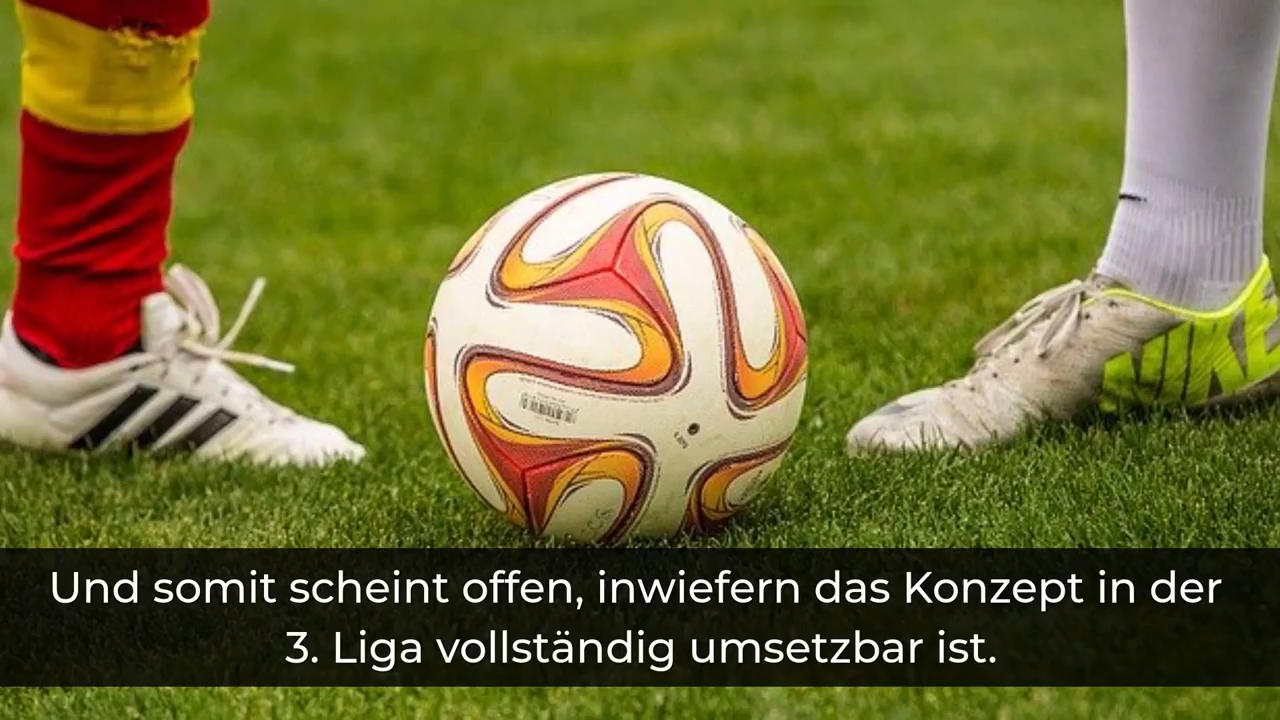 Und somit scheint offen, inwiefern das Konzept in der
3. Liga vollständig umsetzbar ist.